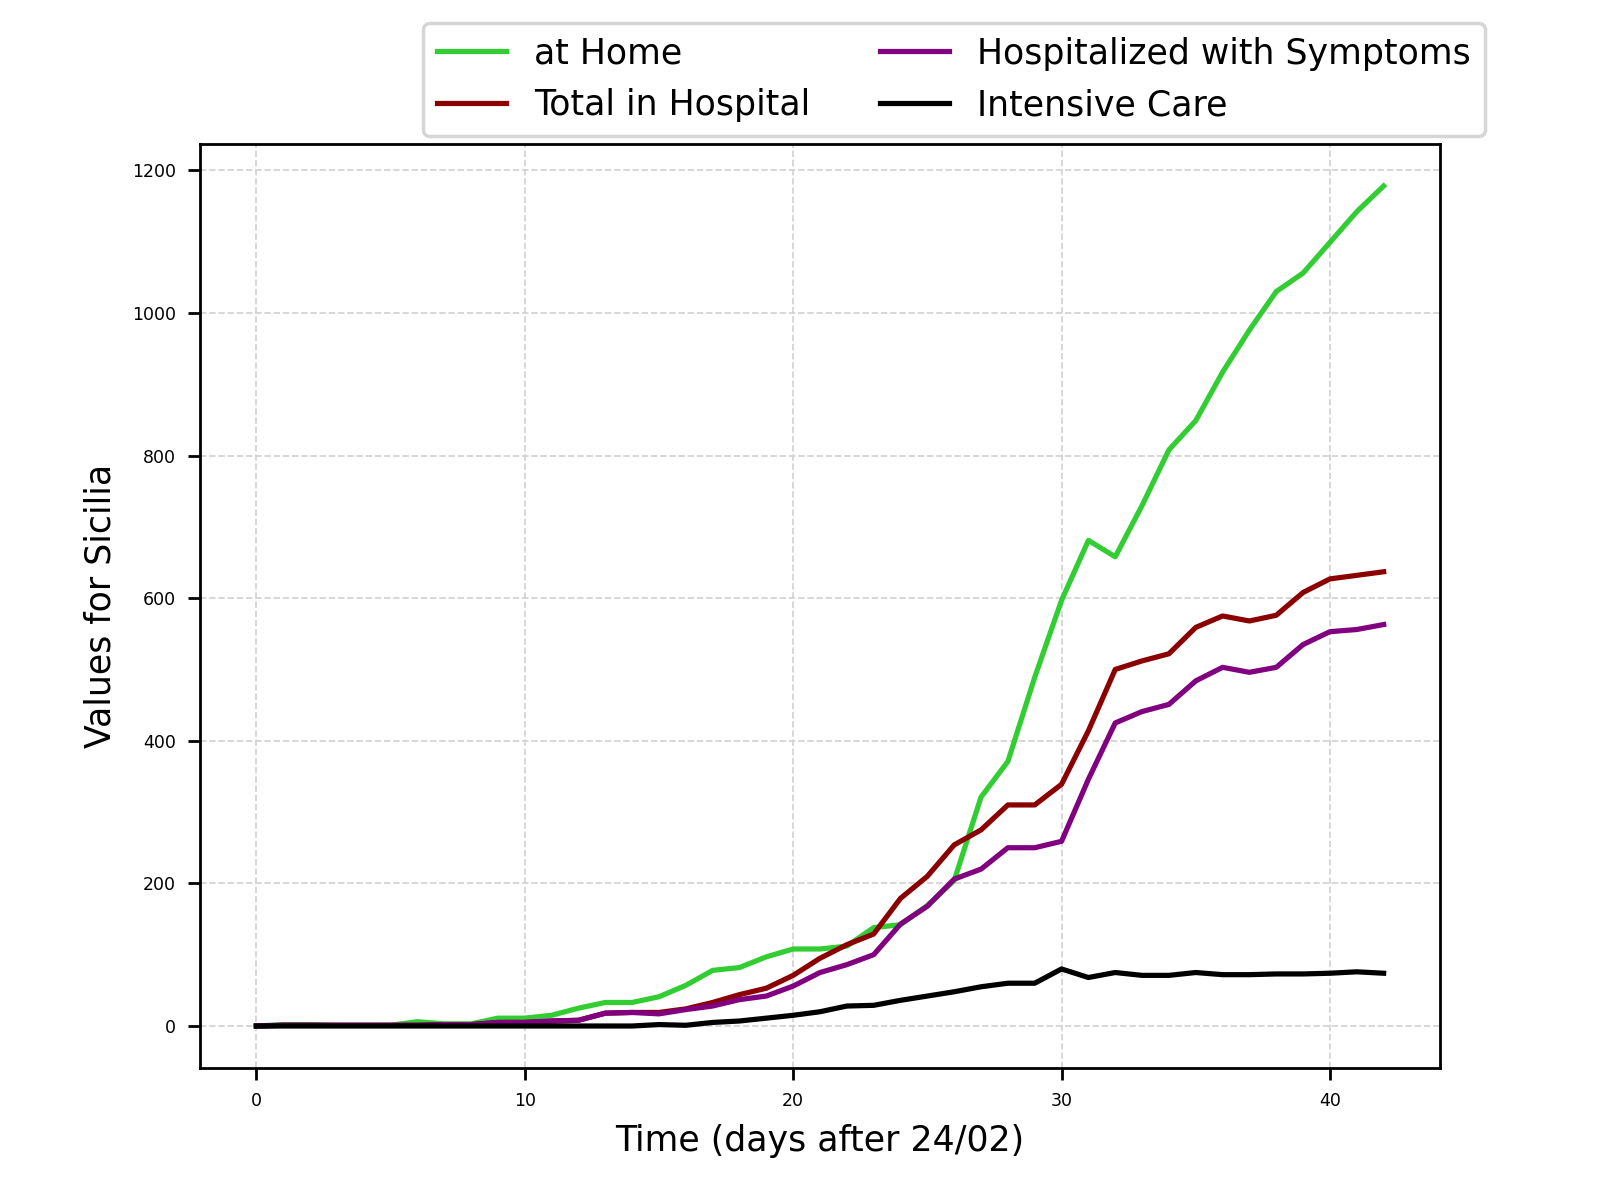 at Home
Total in Hospital
Hospitalized with Symptoms
Intensive Care
Values for Sicilia
1200
1000
800
600
400
200
0
0 10 20 30 40
Time (days after 24/02)